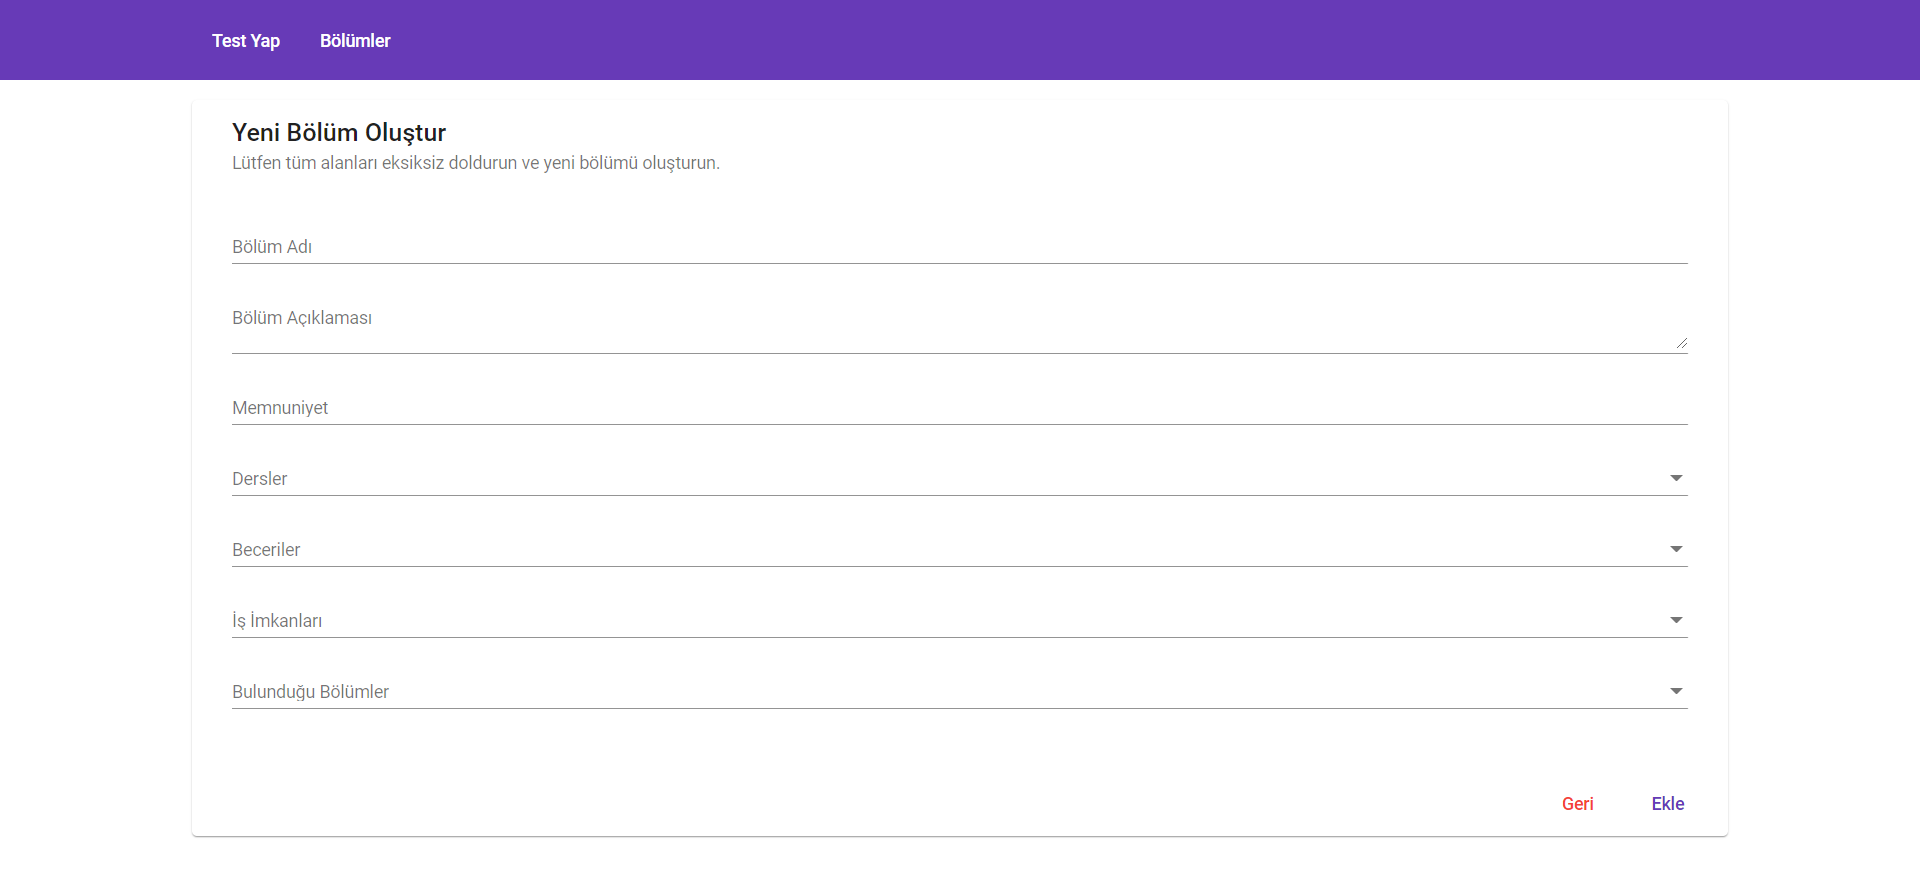 Test Yap Bölümler
Yeni Bölüm Oluştur
Lütfen tüm alanları eksiksiz doldurun ve yeni bölümü oluşturun.
Bölüm Adı
Bölüm Açıklaması
Memnuniyet
Dersler
Beceriler
İş İmkanları
Bulunduğu Bölümler
Geri Ekle